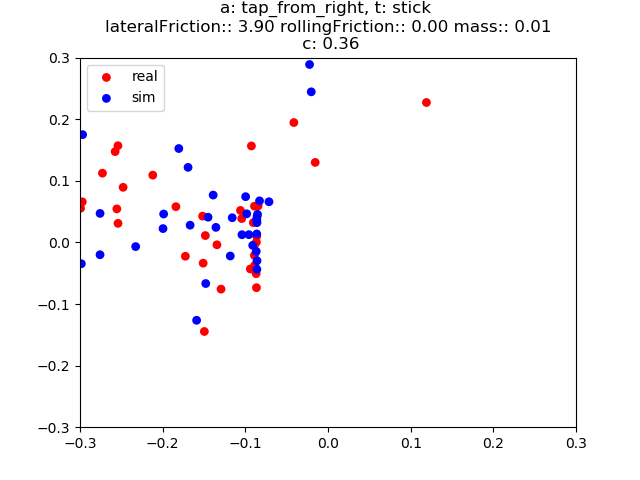 a: tap_from_right, t: stick
lateralFriction:: 3.90 rollingFriction:: 0.00 mass:: 0.01
c: 0.36
real
sim
0.3
0.2
0.1
0.0
−0.1
−0.2
−0.3
−0.3 −0.2 −0.1 0.0 0.1 0.2 0.3